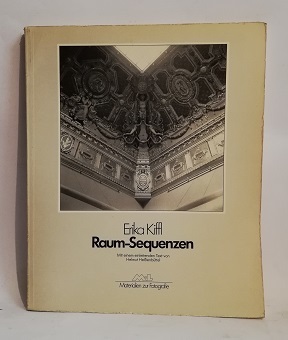 Erika Kiffl
Raum-Sequenzen
Mit einem einleitenden Text von
Helmut Heißenbüttel
Materialien zur Fotografie